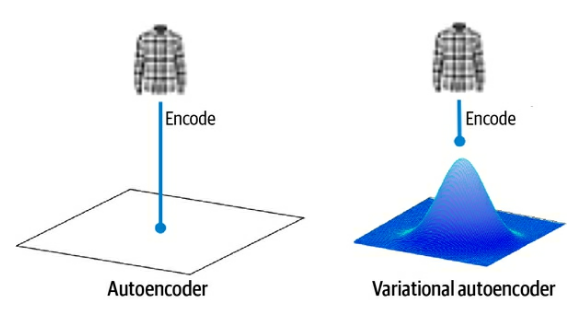 Encode
Encode
Autoencoder
Variational autoencoder